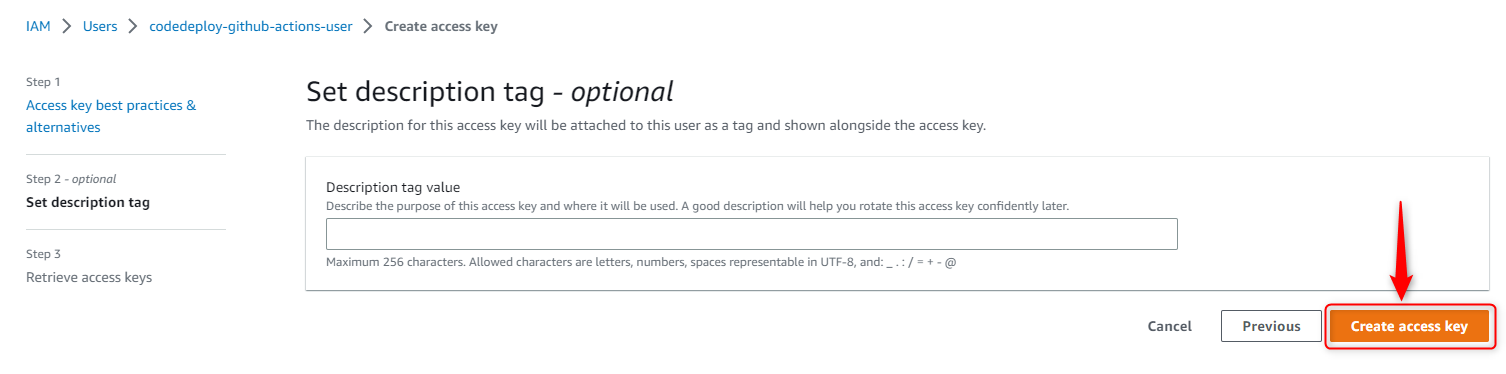 IAM > Users > codedeploy-github-actions-user > Create access key
Step 1
Access key best practices &
alternatives
Step 2 - optional
Set description tag
Step 3
Retrieve access keys
Set description tag - optional
The description for this access key will be attached to this user as a tag and shown alongside the access key.
Description tag value
Describe the purpose of this access key and where it will be used. A good description will help you rotate this access key confidently later.
Maximum 256 characters. Allowed characters are letters, numbers, spaces representable in UTF-8, and: _ . : / = + - @
Cancel
Previous
Create access key